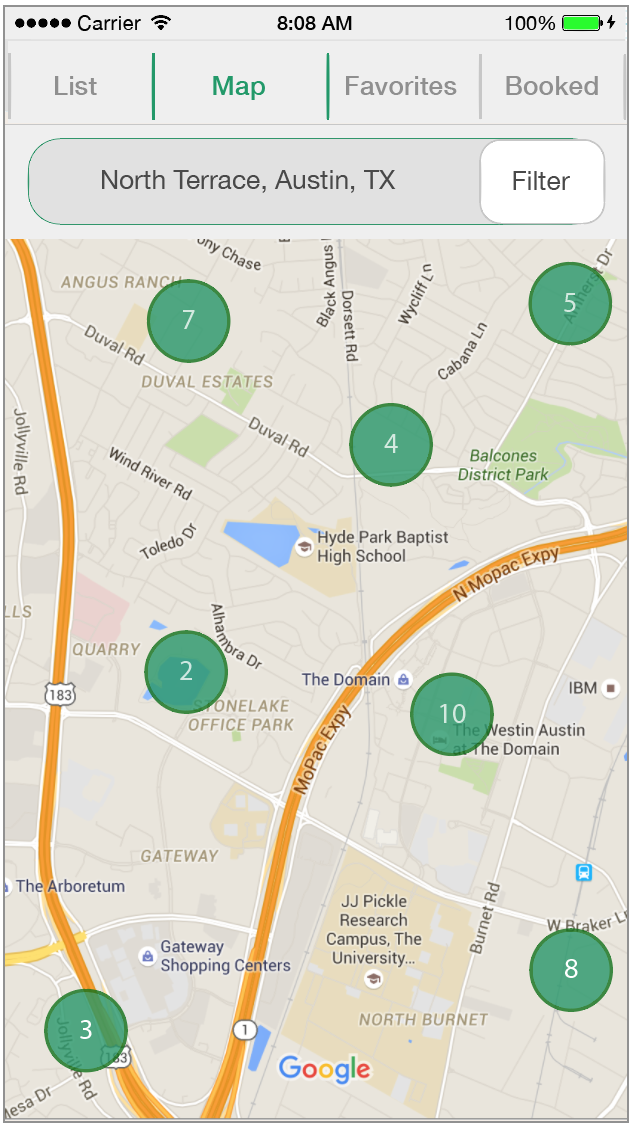 Carrier 8:08 AM 100%
List Map Favorites Booked
North Terrace, Austin, TX Filter
ony Chase
Black Angus
Dorsett Rd
Wycliff Ln
Cabana Ln
Amherst Dr
ANGUS RANCH
7
5
Duval Rd
DUVAL ESTATES
Duval Rd
4
Jollyville Rd
Wind River Rd
Balcones
District Park
Toledo Dr
Hyde Park Baptist
High School
N Mopac Expy
LLS
QUARRY
Alhambra Dr
2
183
The Domain
IBM
STONELAKE
OFFICE PARK
10
The Westin Austin
at The Domain
MoPac Expy
GATEWAY
The Arboretum
JJ Pickle
Research
Campus, The
University...
Burnet Rd
W Braker Ln
Gateway
Shopping Centers
8
NORTH BURNET
3
1
183
Jollyville Rd
Google
Mesa Dr